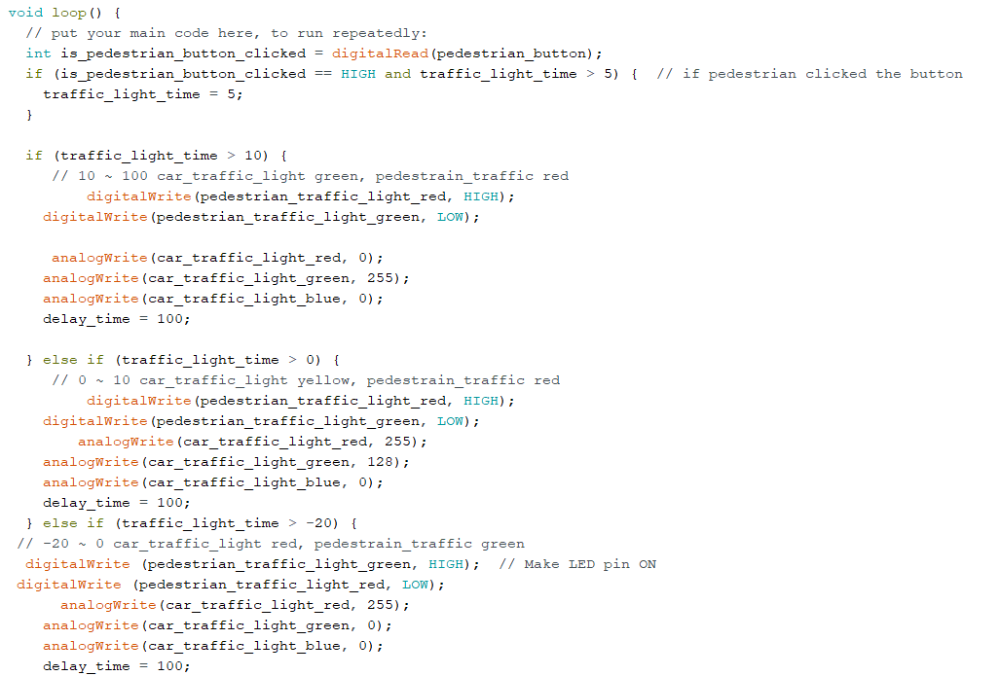 void loop() {
  // put your main code here, to run repeatedly:
  int is_pedestrian_button_clicked = digitalRead(pedestrian_button);
  if (is_pedestrian_button_clicked == HIGH and traffic_light_time > 5) {  // if pedestrian clicked the button
    traffic_light_time = 5;
  }

  if (traffic_light_time > 10) {
     // 10 ~ 100 car_traffic_light green, pedestrain_traffic red
         digitalWrite(pedestrian_traffic_light_red, HIGH);
    digitalWrite(pedestrian_traffic_light_green, LOW);

     analogWrite(car_traffic_light_red, 0);
    analogWrite(car_traffic_light_green, 255);
    analogWrite(car_traffic_light_blue, 0);
    delay_time = 100;

  } else if (traffic_light_time > 0) {
     // 0 ~ 10 car_traffic_light yellow, pedestrain_traffic red
         digitalWrite(pedestrian_traffic_light_red, HIGH);
    digitalWrite(pedestrian_traffic_light_green, LOW);
        analogWrite(car_traffic_light_red, 255);
    analogWrite(car_traffic_light_green, 128);
    analogWrite(car_traffic_light_blue, 0);
    delay_time = 100;
  } else if (traffic_light_time > -20) {
 // -20 ~ 0 car_traffic_light red, pedestrain_traffic green
  digitalWrite (pedestrian_traffic_light_green, HIGH);  // Make LED pin ON
 digitalWrite (pedestrian_traffic_light_red, LOW);
      analogWrite(car_traffic_light_red, 255);
    analogWrite(car_traffic_light_green, 0);
    analogWrite(car_traffic_light_blue, 0);
    delay_time = 100;